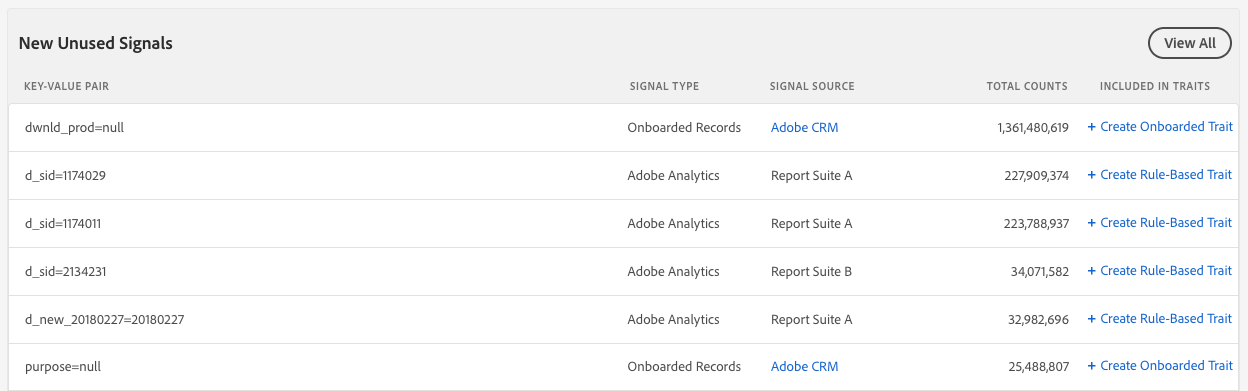 New Unused Signals
View All
KEY-VALUE PAIR SIGNAL TYPE SIGNAL SOURCE TOTAL COUNTS INCLUDED IN TRAITS
dwnld_prod=null Onboarded Records Adobe CRM 1,361,480,619 + Create Onboarded Trait
d_sid=1174029 Adobe Analytics Report Suite A 227,909,374 + Create Rule-Based Trait
d_sid=1174011 Adobe Analytics Report Suite A 223,788,937 + Create Rule-Based Trait
d_sid=2134231 Adobe Analytics Report Suite B 34,071,582 + Create Rule-Based Trait
d_new_20180227=20180227 Adobe Analytics Report Suite A 32,982,696 + Create Rule-Based Trait
purpose=null Onboarded Records Adobe CRM 25,488,807 + Create Onboarded Trait